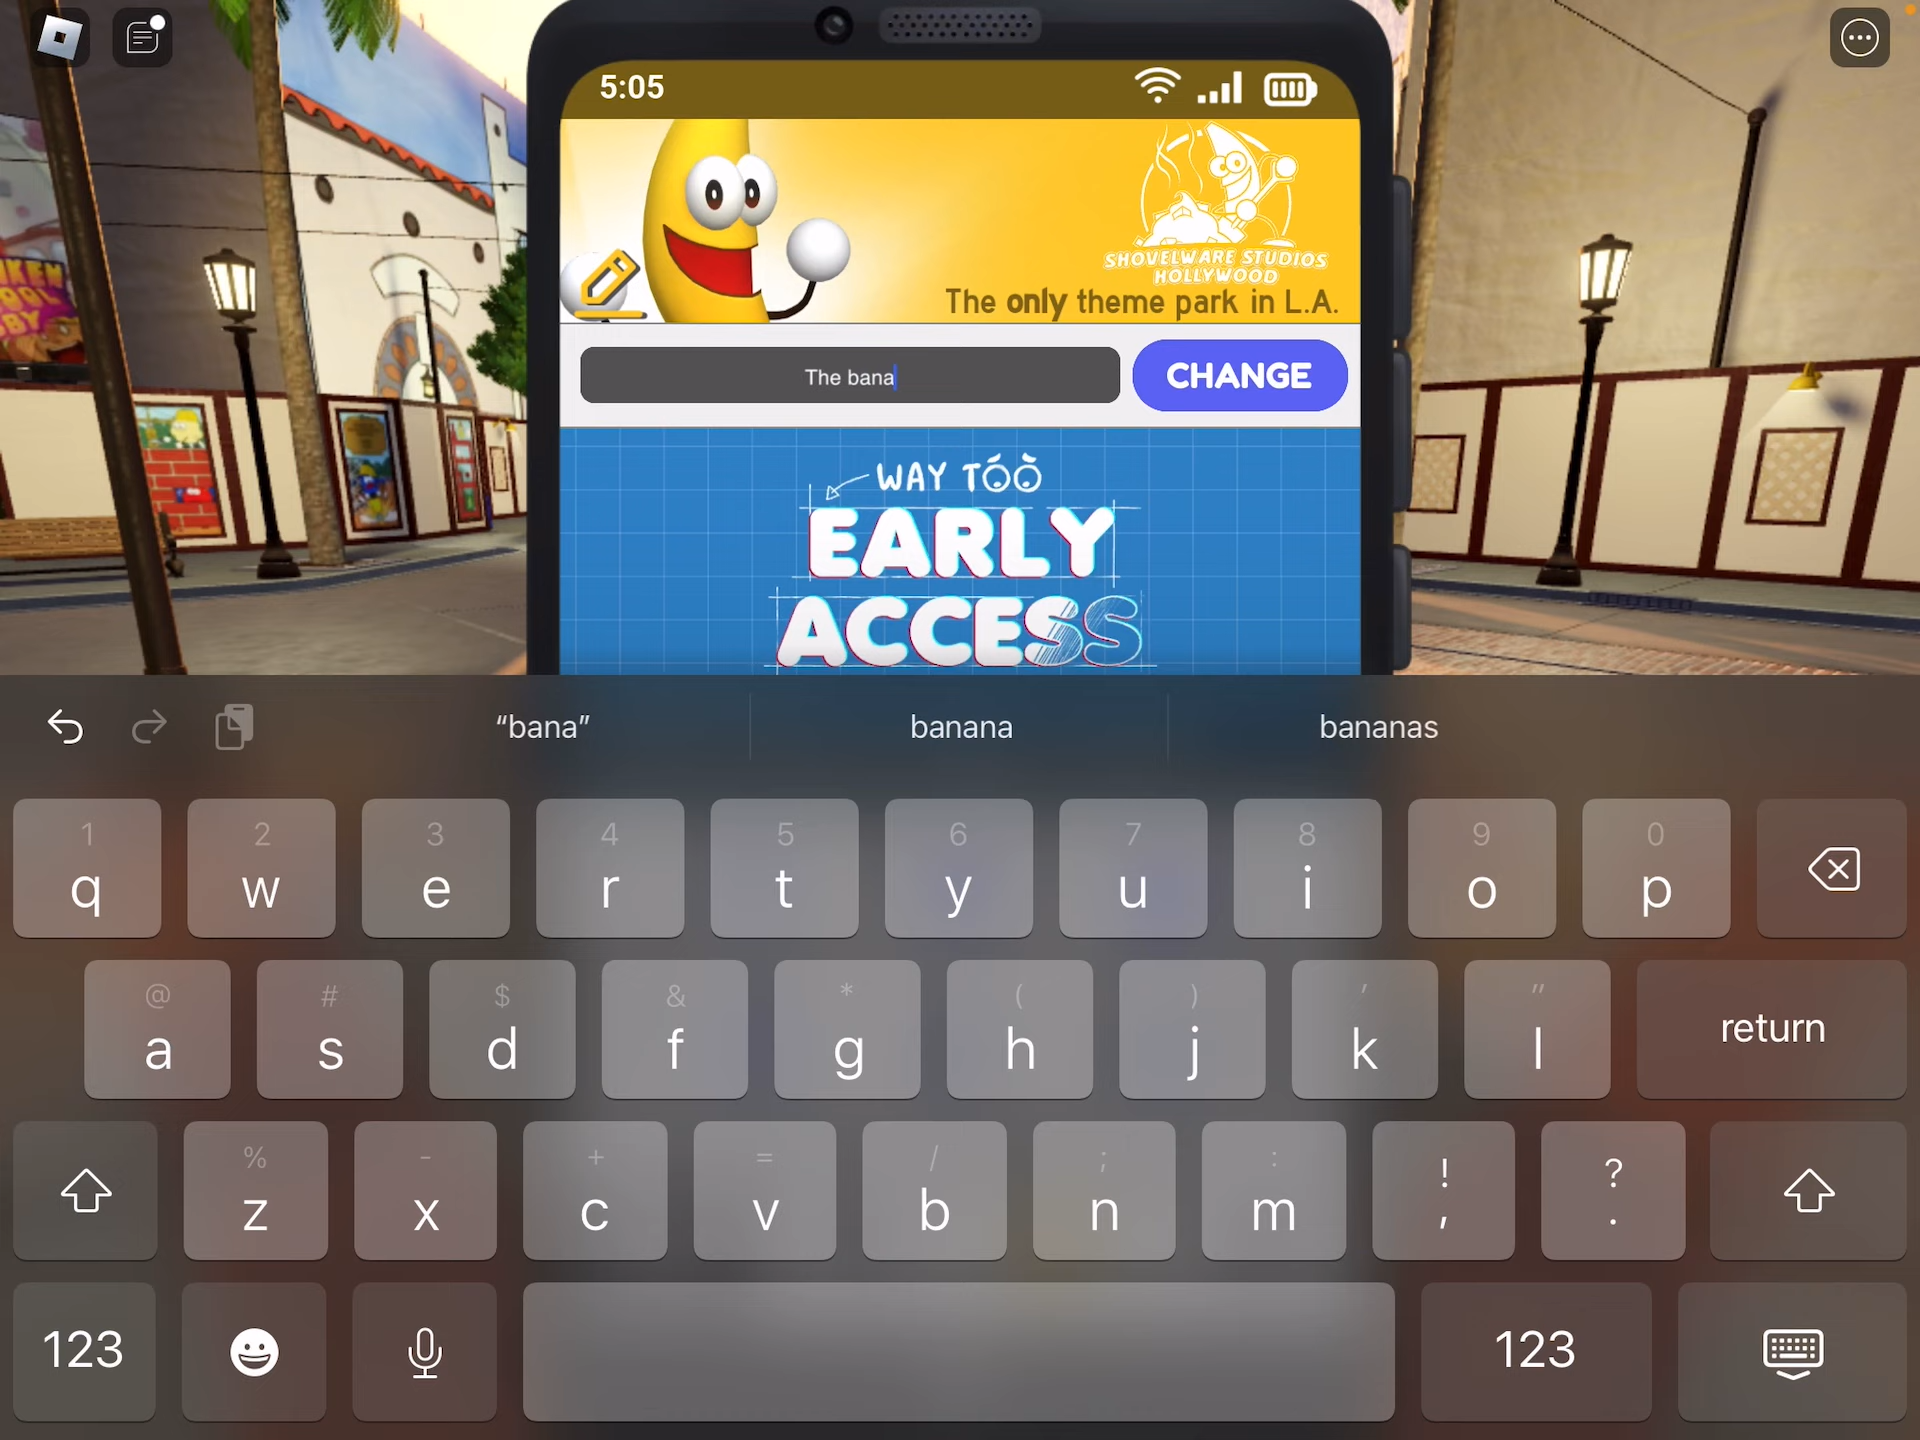 5:05
SHOVELWARE STUDIOS
HOLLYWOOD
The only theme park in L.A.
The bana
CHANGE
WAY TOO
EARLY
ACCESS
“bana” banana bananas
1 2 3 4 5 6 7 8 9 0
q w e r t y u i o p
@ # $ & * ( ) ' "
a s d f g h j k l return
% - + = / ; : ! ?
z x c v b n m , .
123 123